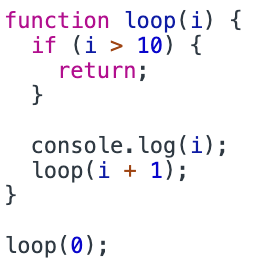 function loop(i) {
  if (i > 10) {
    return;
  }

  console.log(i);
  loop(i + 1);
}

loop(0);